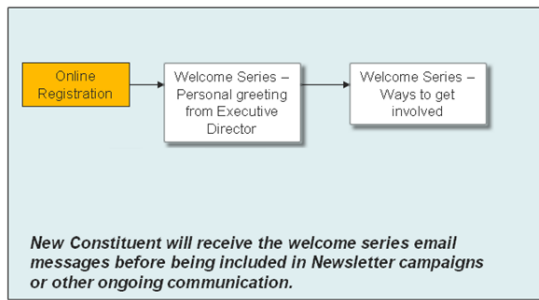 Online
Registration
Welcome Series –
Personal greeting
from Executive
Director
Welcome Series –
Ways to get
involved
New Constituent will receive the welcome series email
messages before being included in Newsletter campaigns
or other ongoing communication.